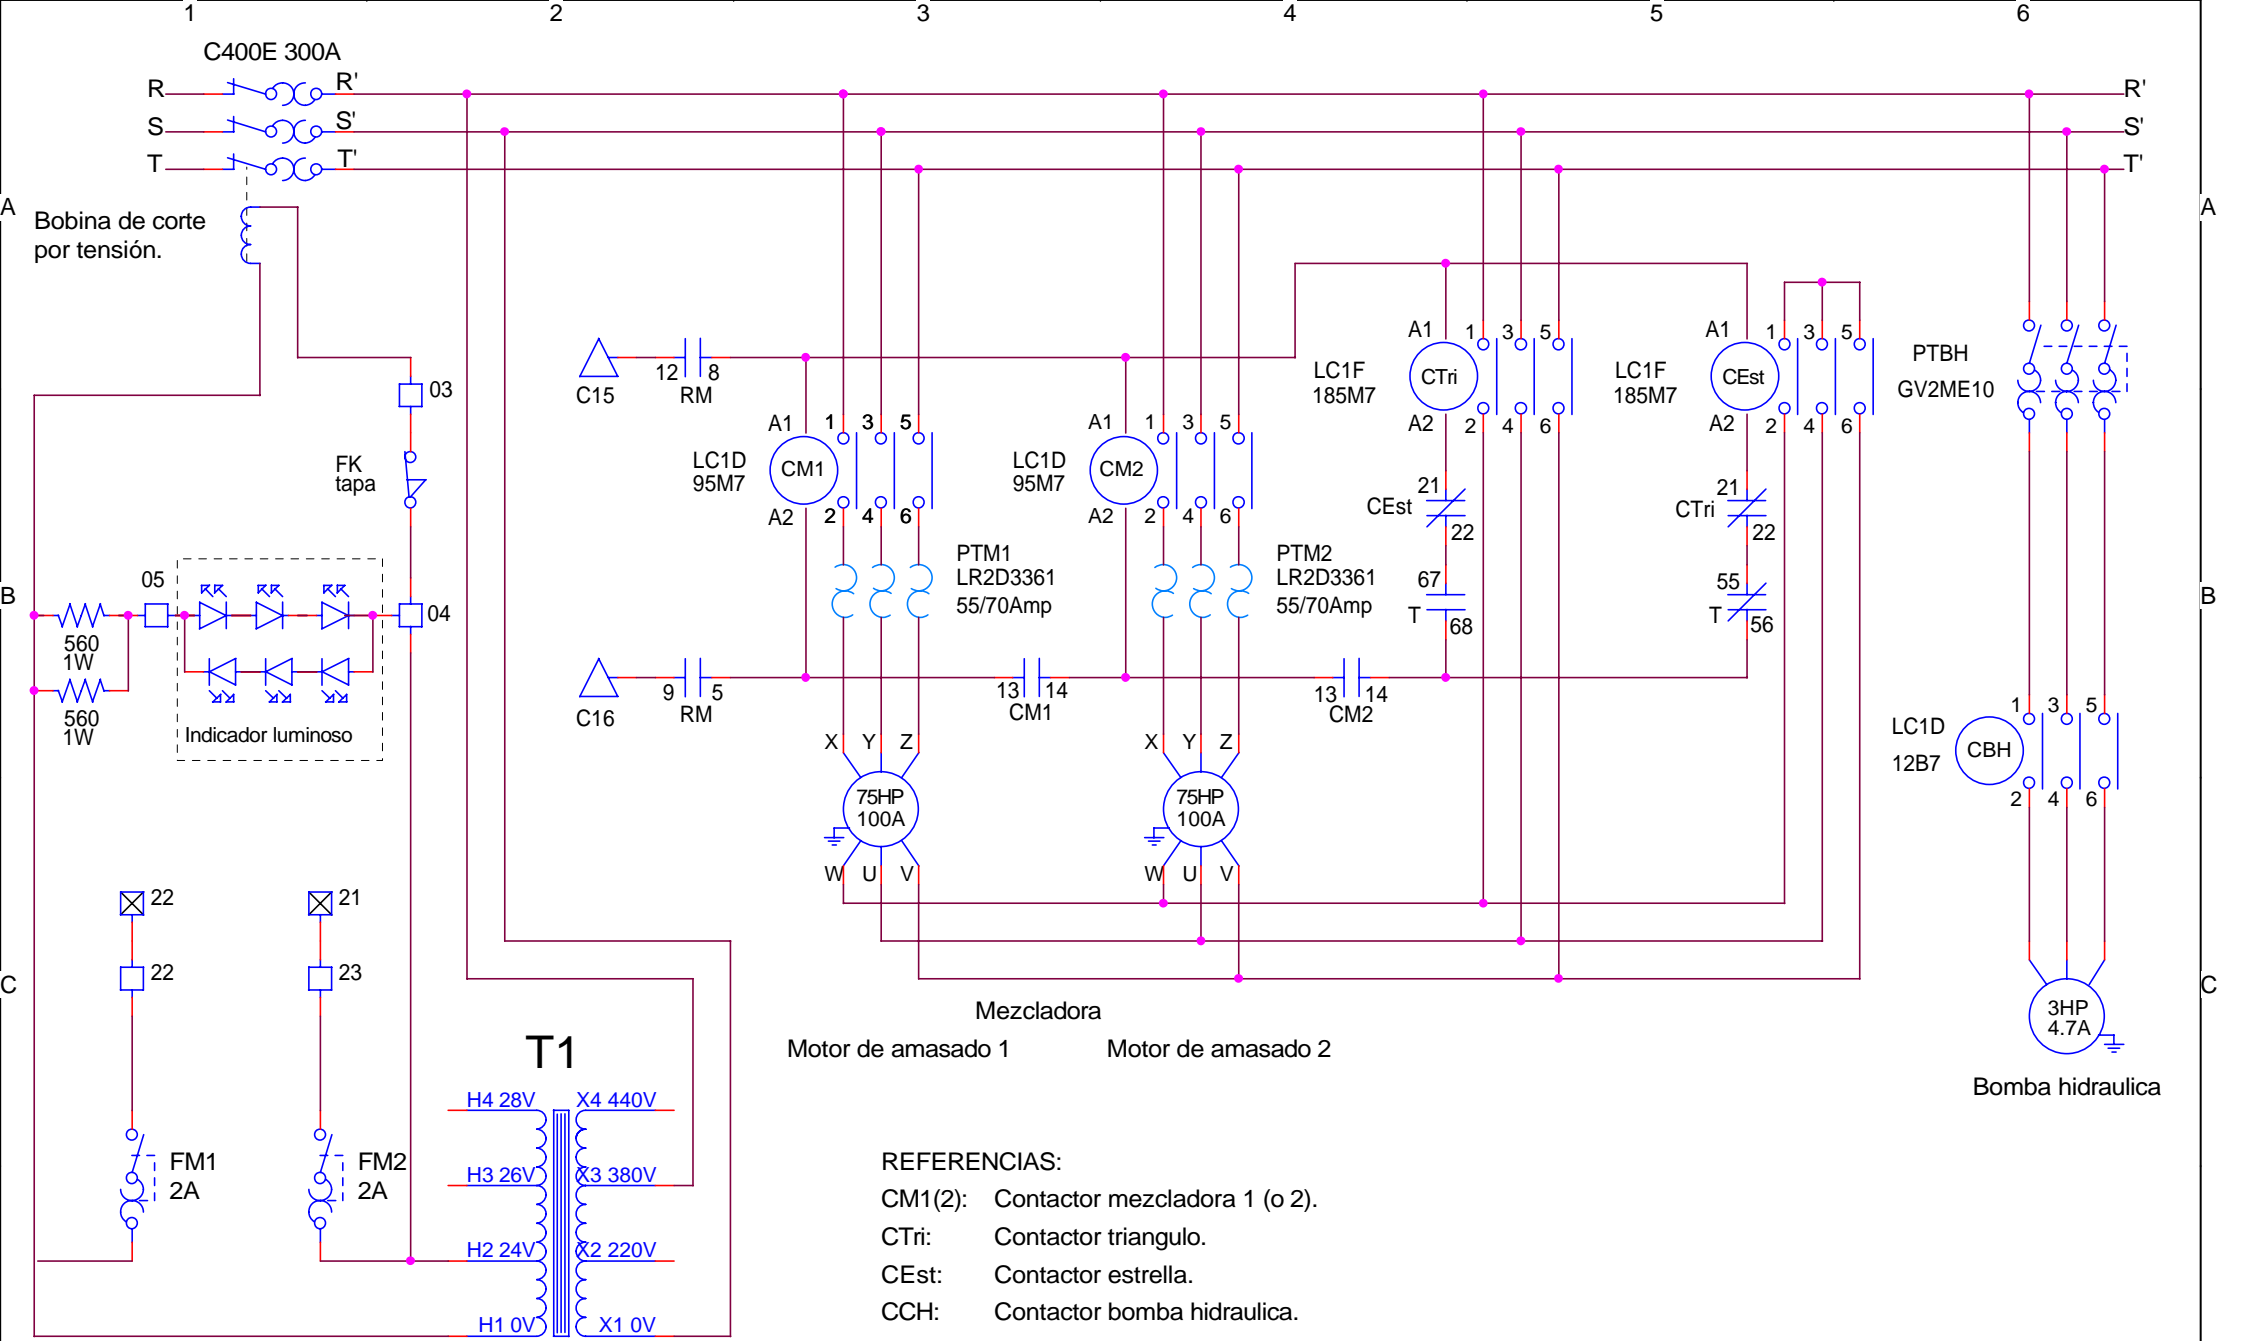 1 2 3 4 5 6
C400E 300A
R R' R'
S S' S'
T T' T'
A A
Bobina de corte
por tensión.
A1 1 3 5 A1 1 3 5
LC1F CTri LC1F CEst PTBH
185M7 185M7 GV2ME10
A2 2 4 6 A2 2 4 6
12 8
C15 RM
03
A1 1 3 5 A1 1 3 5
LC1D CM1 LC1D CM2
95M7 95M7
A2 2 4 6 A2 2 4 6
FK
tapa
21 21
CEst CTri
22 22
PTM1 PTM2
LR2D3361 LR2D3361
55/70Amp 55/70Amp
67 55
T T
68 56
05 04
B B
560
1W
560
1W
Indicador luminoso
9 5 13 14 13 14
C16 RM CM1 CM2
1 3 5
LC1D CBH
12B7
2 4 6
X Y Z X Y Z
75HP 75HP
100A 100A
W U V W U V
22 21
22 23
C C
3HP
4.7A
Mezcladora
Motor de amasado 1 Motor de amasado 2
Bomba hidraulica
T1
H4 28V X4 440V
H3 26V X3 380V
H2 24V X2 220V
H1 0V X1 0V
FM1 FM2
2A 2A
REFERENCIAS:
CM1(2): Contactor mezcladora 1 (o 2).
CTri: Contactor triangulo.
CEst: Contactor estrella.
CCH: Contactor bomba hidraulica.